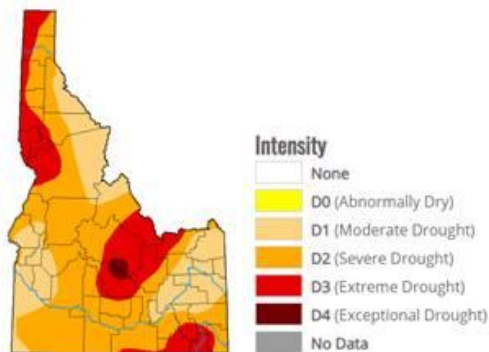 Intensity
None
D0 (Abnormally Dry)
D1 (Moderate Drought)
D2 (Severe Drought)
D3 (Extreme Drought)
D4 (Exceptional Drought)
No Data